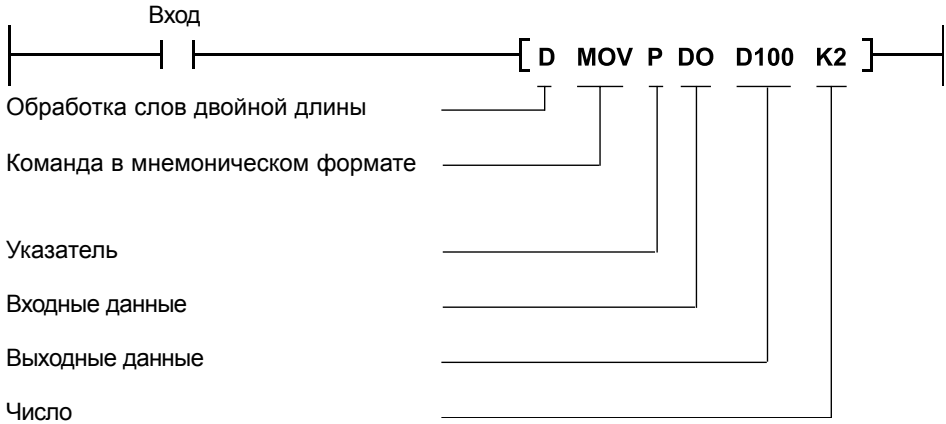 Вход
D MOV P DO D100 K2
Обработка слов двойной длины
Команда в мнемоническом формате
Указатель
Входные данные
Выходные данные
Число